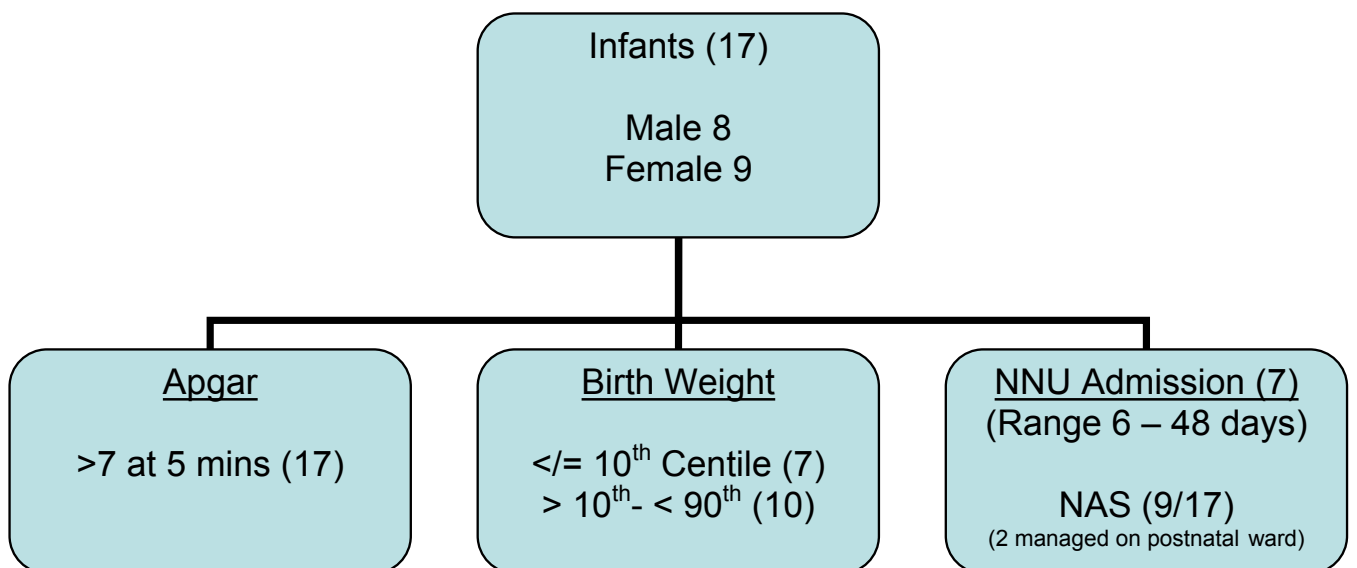 Infants (17)
Male 8
Female 9
Apgar
>7 at 5 mins (17)
Birth Weight
</= 10th Centile (7)
> 10th- < 90th (10)
NNU Admission (7)
(Range 6 – 48 days)
NAS (9/17)
(2 managed on postnatal ward)